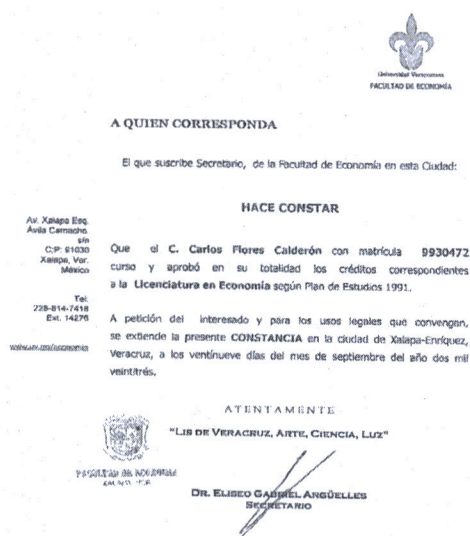 Universidad Veracruzana
FACULTAD DE ECONOMÍA
A QUIEN CORRESPONDA
El que suscribe Secretario, de la Facultad de Economía en esta Ciudad:
HACE CONSTAR
Av. Xalapa Esq.
Ávila Camacho
s/n
C:P: 91030
Xalapa, Ver.
México
Tel:
228-814-7418
Ext. 14276
Que el C. Carlos Flores Calderón con matrícula 9930472
curso y aprobó en su totalidad los créditos correspondientes
a la Licenciatura en Economía según Plan de Estudios 1991.
A petición del interesado y para los usos legales que convengan,
se extiende la presente CONSTANCIA en la ciudad de Xalapa-Enríquez,
Veracruz, a los ventinueve días del mes de septiembre del año dos mil
veintitrés.
ATENTAMENTE
"LIS DE VERACRUZ, ARTE, CIENCIA, LUZ"
FACULTAD DE ECONOMIA
DR. ELISEO GABRIEL ARGÜELLES
SECRETARIO